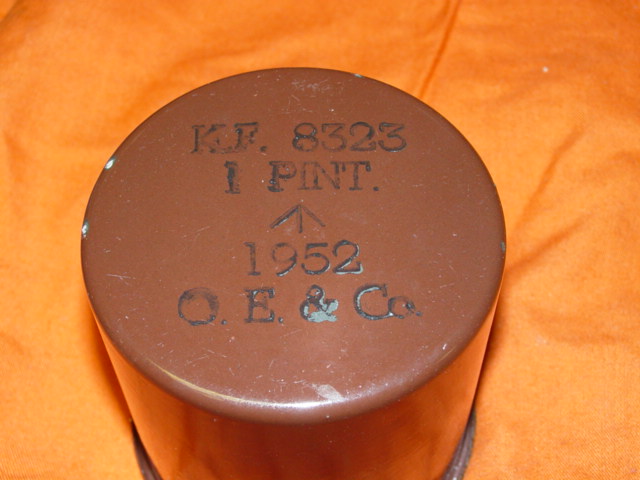 K.F. 8323
1 PINT.
1952
O. E. & Co.